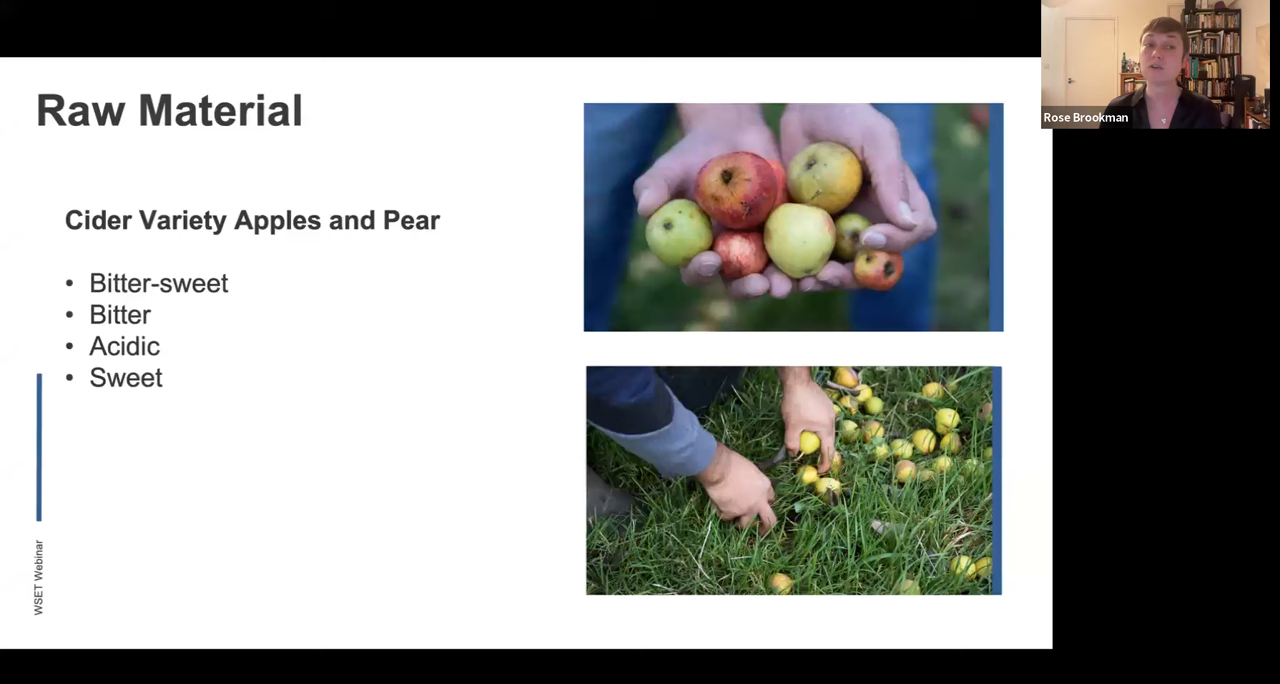 Raw Material
Cider Variety Apples and Pear
• Bitter-sweet
• Bitter
• Acidic
• Sweet
WSET Webinar
Rose Brookman